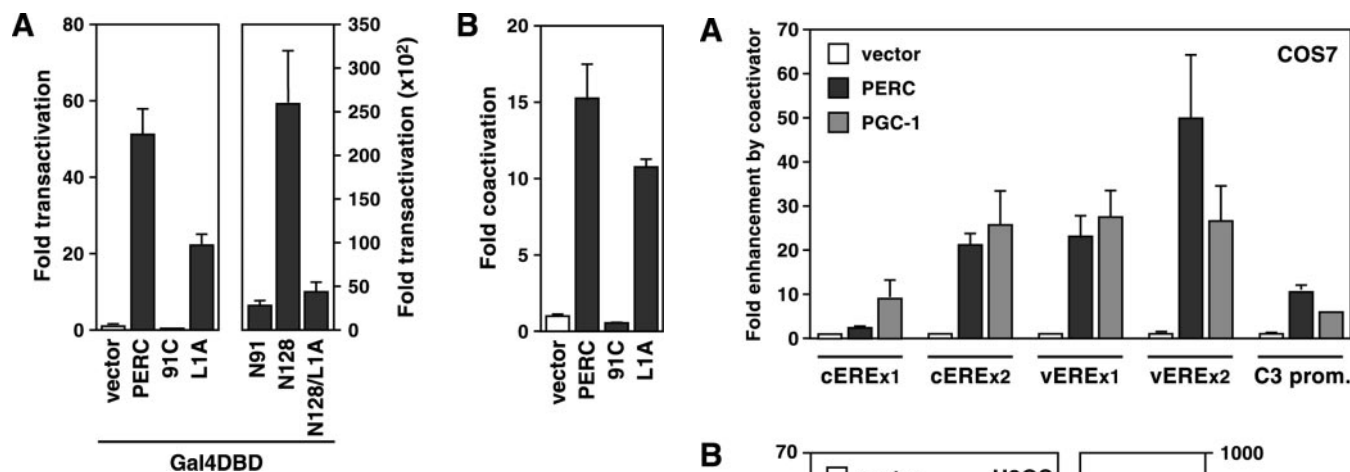 A
Fold transactivation
80
60
40
20
0
vector
PERC
91C
L1A
350
300
250
200
150
100
50
0
Fold transactivation (x10²)
N91
N128
N128/L1A
Gal4DBD
B
Fold coactivation
20
15
10
5
0
vector
PERC
91C
L1A
A
Fold enhancement by coactivator
70
60
50
40
30
20
10
0
vector
PERC
PGC-1
COS7
cEREx1
cEREx2
vEREx1
vEREx2
C3 prom.
B
70
1000